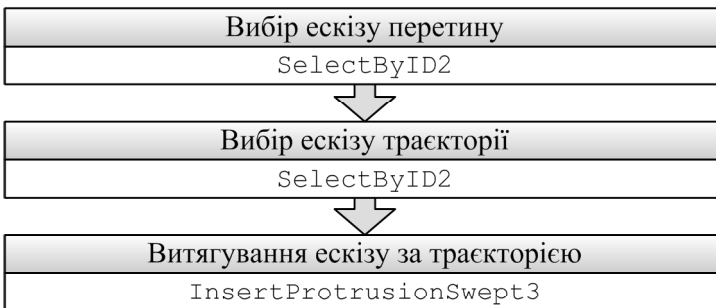 Вибір ескізу перетину
SelectByID2
Вибір ескізу траєкторії
SelectByID2
Витягування ескізу за траєкторією
InsertProtrusionSwept3